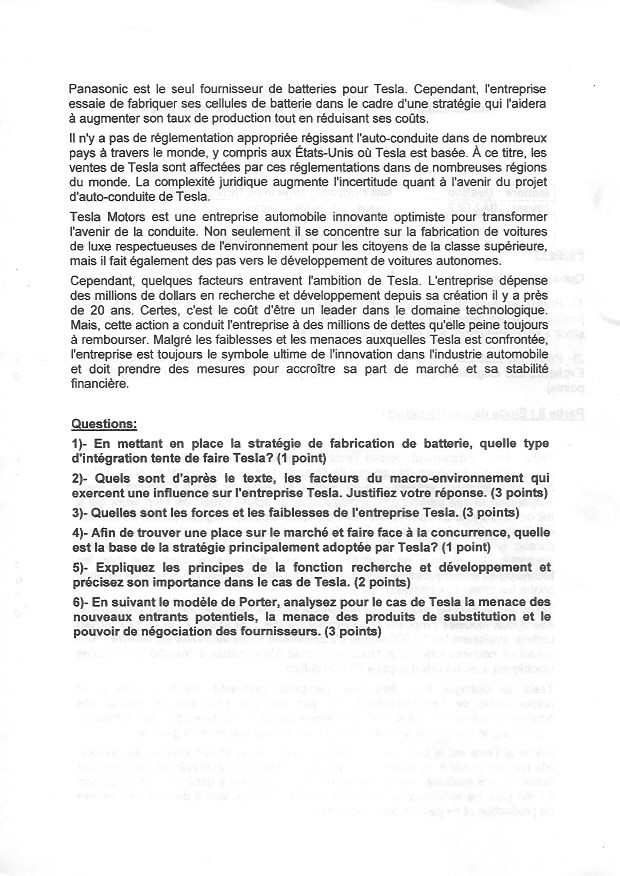 Panasonic est le seul fournisseur de batteries pour Tesla. Cependant, l'entreprise
essaie de fabriquer ses cellules de batterie dans le cadre d'une stratégie qui l'aidera
à augmenter son taux de production tout en réduisant ses coûts.
Il n'y a pas de réglementation appropriée régissant l'auto-conduite dans de nombreux
pays à travers le monde, y compris aux États-Unis où Tesla est basée. À ce titre, les
ventes de Tesla sont affectées par ces réglementations dans de nombreuses régions
du monde. La complexité juridique augmente l'incertitude quant à l'avenir du projet
d'auto-conduite de Tesla.
Tesla Motors est une entreprise automobile innovante optimiste pour transformer
l'avenir de la conduite. Non seulement il se concentre sur la fabrication de voitures
de luxe respectueuses de l'environnement pour les citoyens de la classe supérieure,
mais il fait également des pas vers le développement de voitures autonomes.
Cependant, quelques facteurs entravent l'ambition de Tesla. L'entreprise dépense
des millions de dollars en recherche et développement depuis sa création il y a près
de 20 ans. Certes, c'est le coût d'être un leader dans le domaine technologique.
Mais, cette action a conduit l'entreprise à des millions de dettes qu'elle peine toujours
à rembourser. Malgré les faiblesses et les menaces auxquelles Tesla est confrontée,
l'entreprise est toujours le symbole ultime de l'innovation dans l'industrie automobile
et doit prendre des mesures pour accroître sa part de marché et sa stabilité
financière.
Questions:
1)- En mettant en place la stratégie de fabrication de batterie, quelle type
d'intégration tente de faire Tesla? (1 point)
2)- Quels sont d'après le texte, les facteurs du macro-environnement qui
exercent une influence sur l'entreprise Tesla. Justifiez votre réponse. (3 points)
3)- Quelles sont les forces et les faiblesses de l'entreprise Tesla. (3 points)
4)- Afin de trouver une place sur le marché et faire face à la concurrence, quelle
est la base de la stratégie principalement adoptée par Tesla? (1 point)
5)- Expliquez les principes de la fonction recherche et développement et
précisez son importance dans le cas de Tesla. (2 points)
6)- En suivant le modèle de Porter, analysez pour le cas de Tesla la menace des
nouveaux entrants potentiels, la menace des produits de substitution et le
pouvoir de négociation des fournisseurs. (3 points)